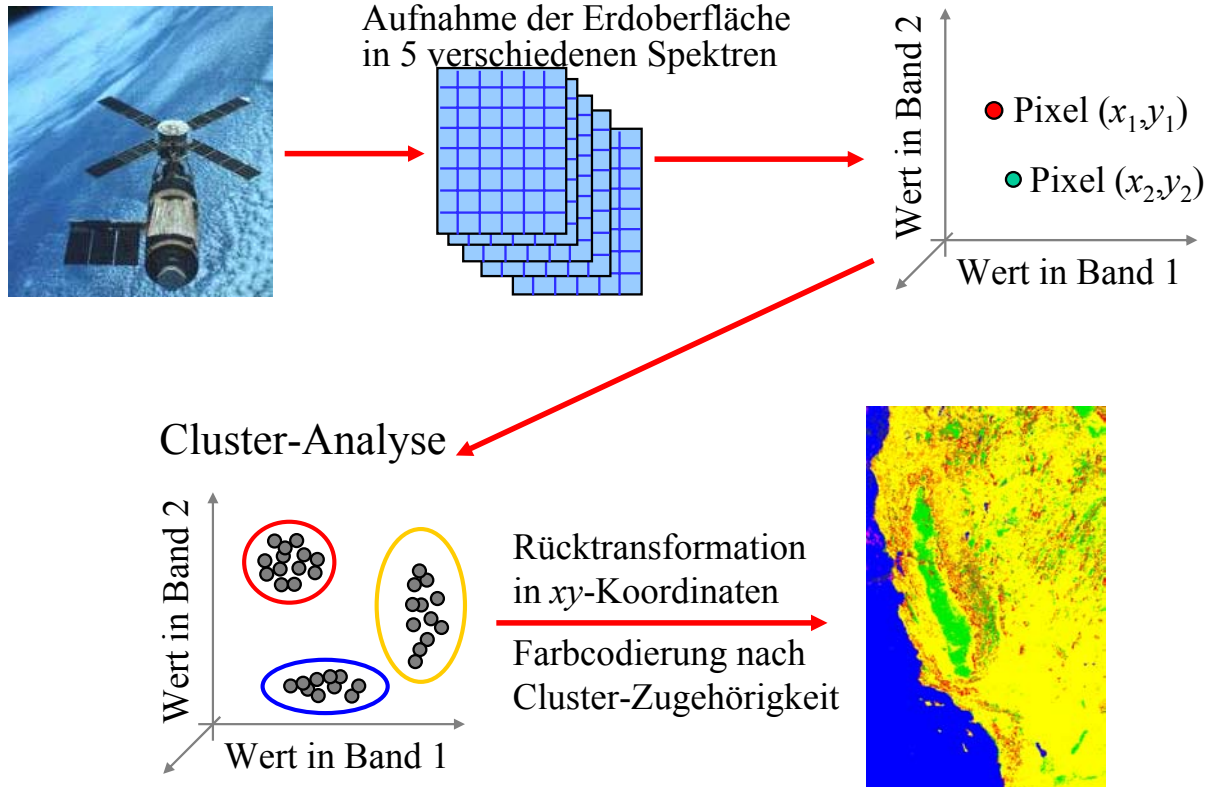 Aufnahme der Erdoberfläche
in 5 verschiedenen Spektren
Wert in Band 2
Pixel (x₁,y₁)
Pixel (x₂,y₂)
Wert in Band 1
Cluster-Analyse
Wert in Band 2
Wert in Band 1
Rücktransformation
in xy-Koordinaten
Farbcodierung nach
Cluster-Zugehörigkeit